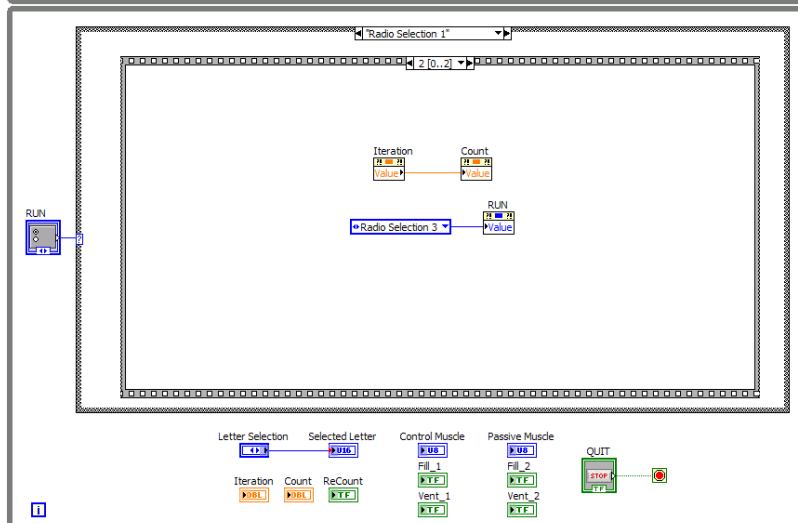 "Radio Selection 1"
2 [0..2]
Iteration
Count
Value
Value
RUN
RUN
Radio Selection 3
Value
?
Letter Selection
Selected Letter
Control Muscle
Passive Muscle
U16
U8
U8
QUIT
Fill_1
Fill_2
STOP
TF
TF
TF
Iteration
Count
ReCount
Vent_1
Vent_2
DBL
DBL
TF
TF
TF
i